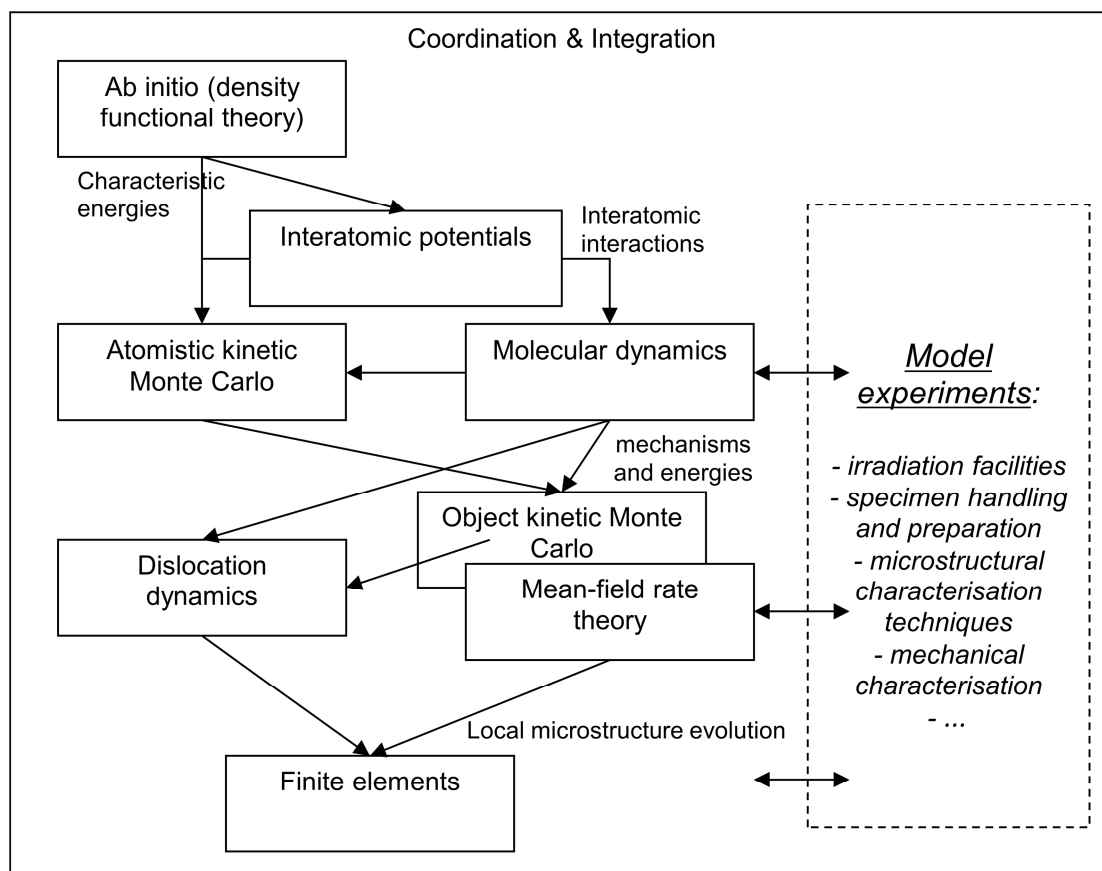 Coordination & Integration
Ab initio (density
functional theory)
Characteristic
energies
Interatomic potentials
Interatomic
interactions
Atomistic kinetic
Monte Carlo
Molecular dynamics
mechanisms
and energies
Object kinetic Monte
Carlo
Dislocation
dynamics
Mean-field rate
theory
Local microstructure evolution
Finite elements
Model
experiments:
- irradiation facilities
- specimen handling
and preparation
- microstructural
characterisation
techniques
- mechanical
characterisation
- ...